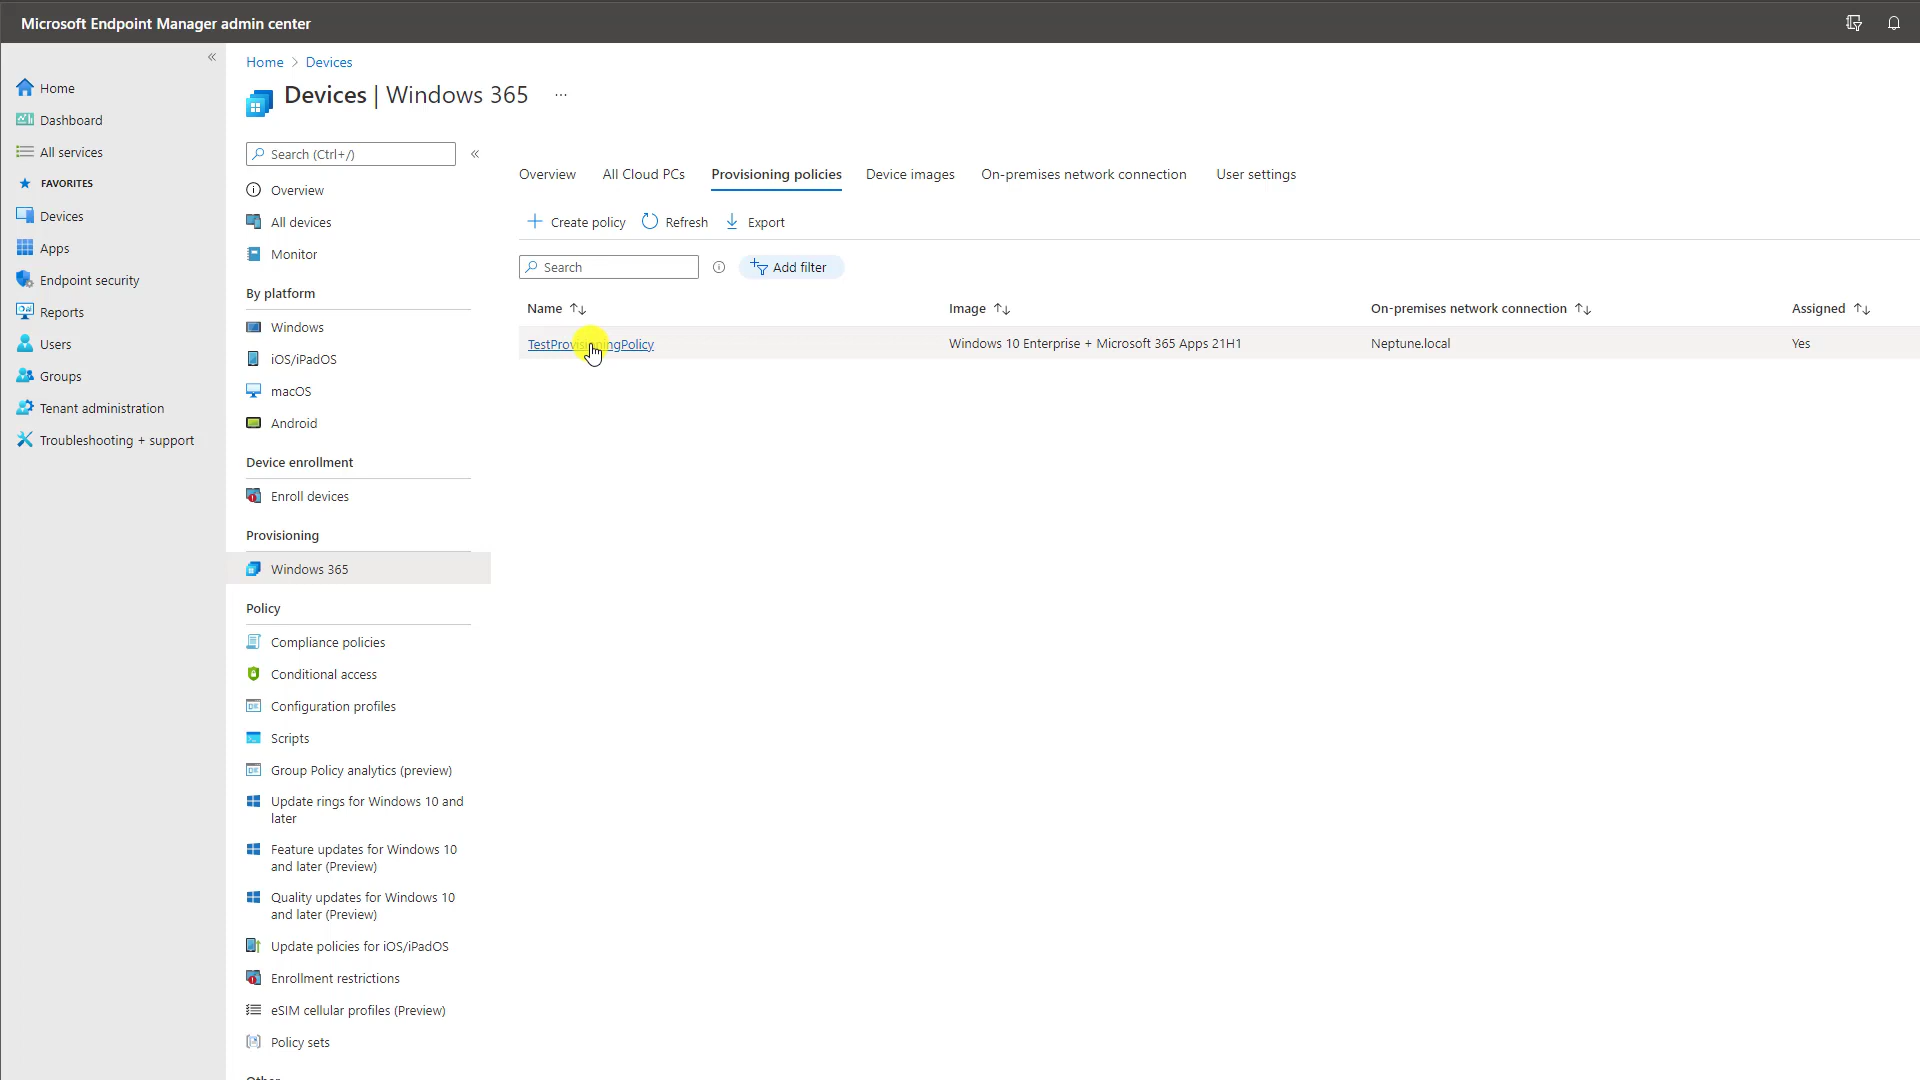 Microsoft Endpoint Manager admin center
Home
Dashboard
All services
FAVORITES
Devices
Apps
Endpoint security
Reports
Users
Groups
Tenant administration
Troubleshooting + support
Home > Devices
Devices | Windows 365 ...
Search (Ctrl+/)
Overview
All devices
Monitor
By platform
Windows
iOS/iPadOS
macOS
Android
Device enrollment
Enroll devices
Provisioning
Windows 365
Policy
Compliance policies
Conditional access
Configuration profiles
Scripts
Group Policy analytics (preview)
Update rings for Windows 10 and
later
Feature updates for Windows 10
and later (Preview)
Quality updates for Windows 10
and later (Preview)
Update policies for iOS/iPadOS
Enrollment restrictions
eSIM cellular profiles (Preview)
Policy sets
Other
Overview All Cloud PCs Provisioning policies Device images On-premises network connection User settings
Create policy Refresh Export
Search Add filter
Name Image On-premises network connection Assigned
TestProvisioningPolicy Windows 10 Enterprise + Microsoft 365 Apps 21H1 Neptune.local Yes